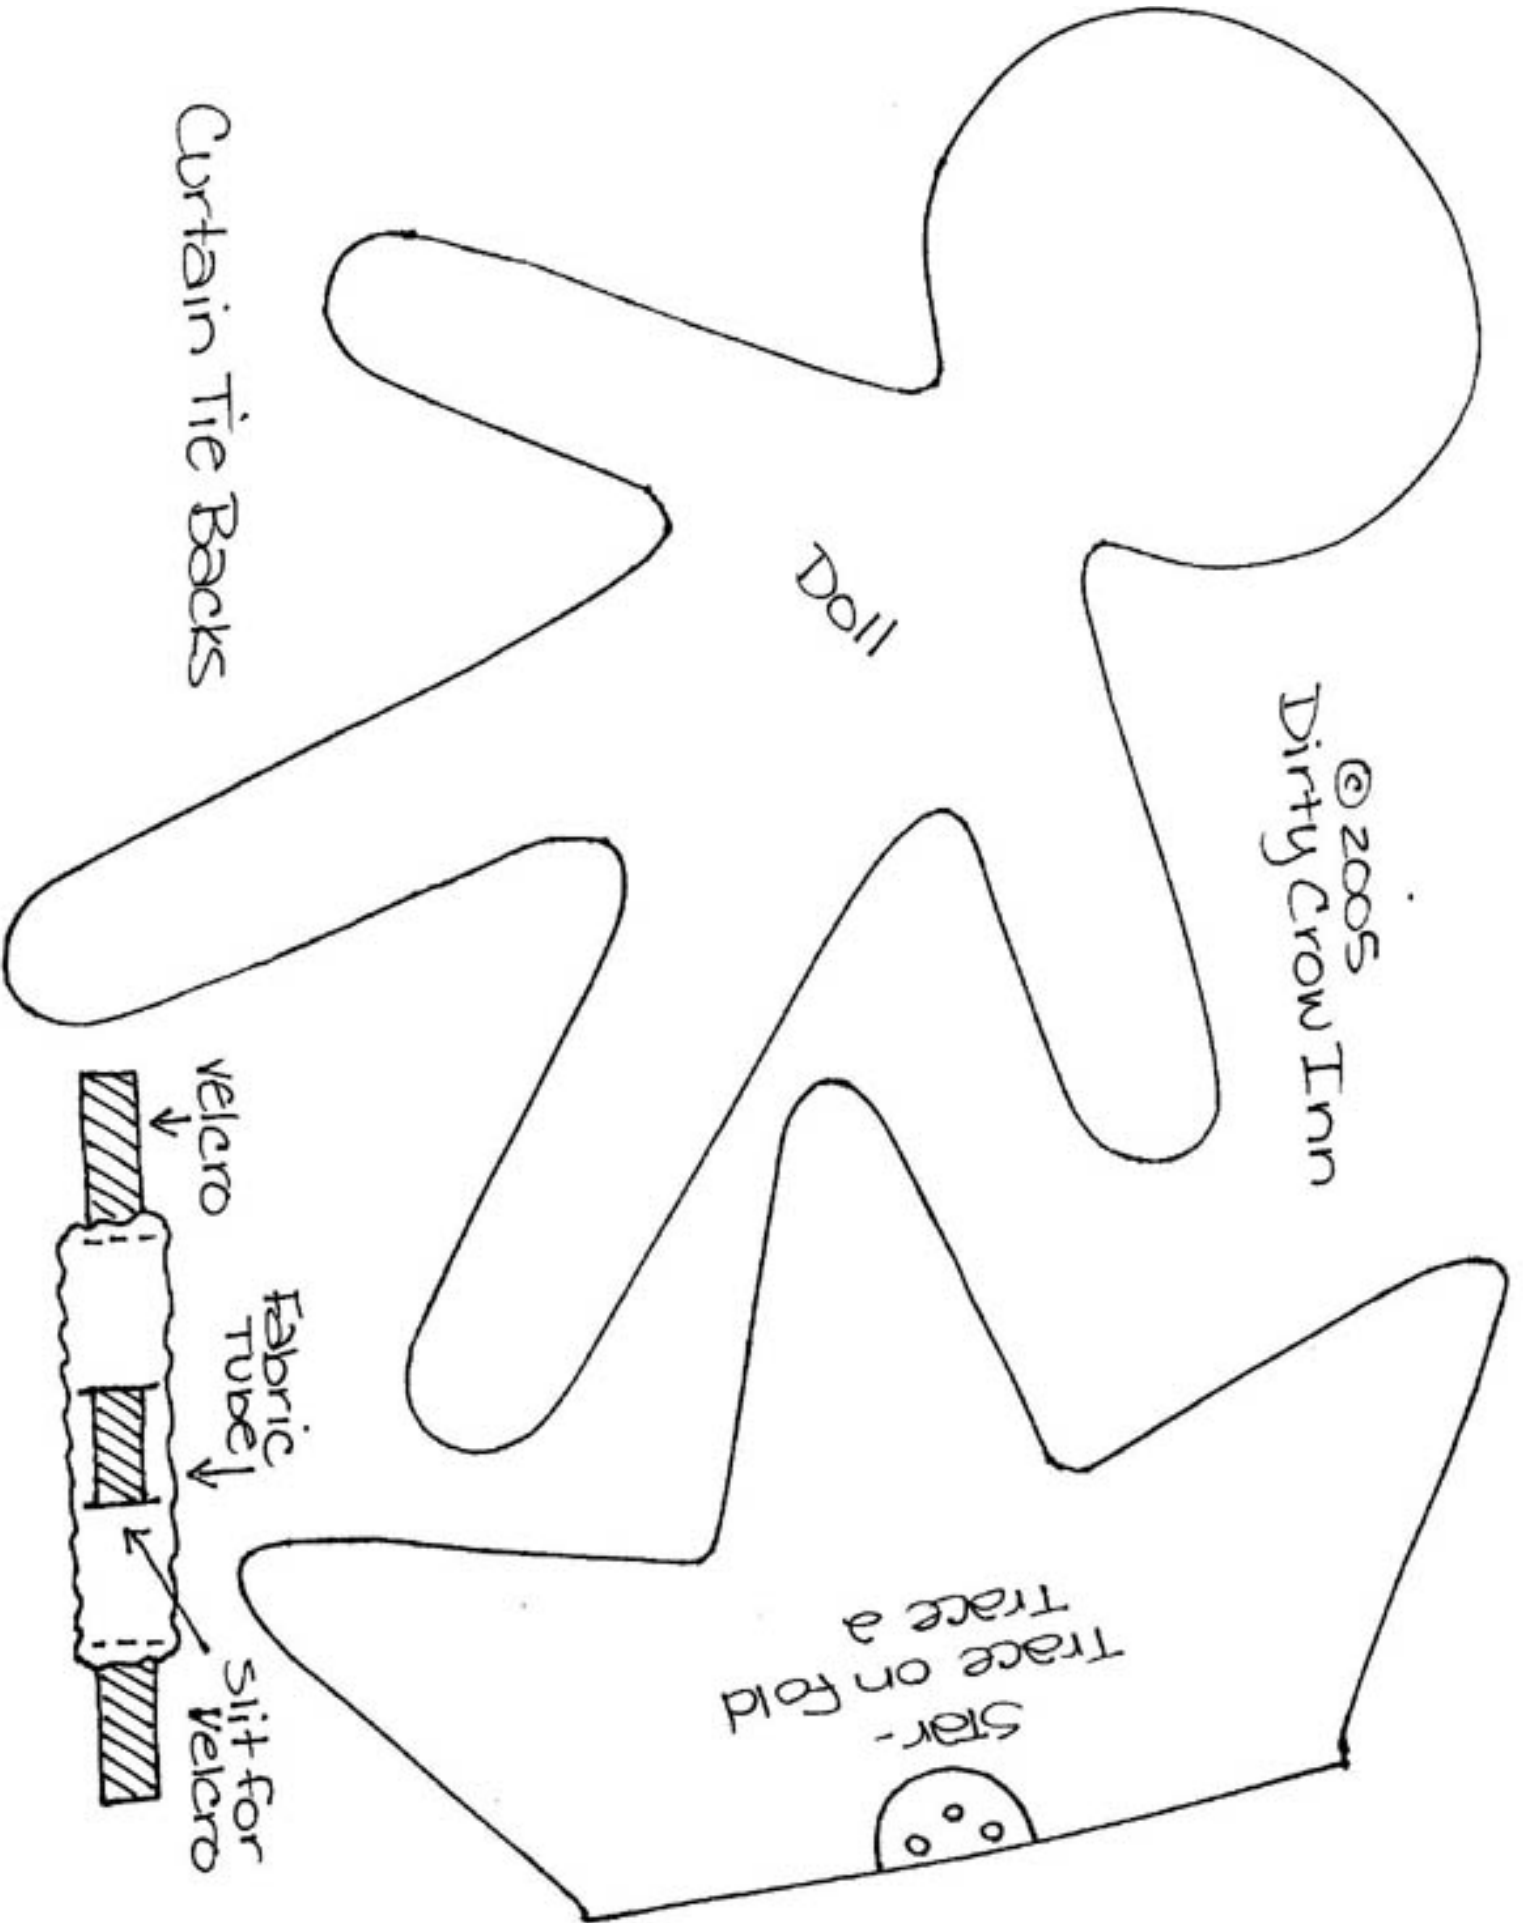 © 2005
Dirty Crow Inn
Doll
Curtain Tie Backs
Velcro
Fabric
Tube
Slit for
Velcro
Star-
Trace on fold
Trace 2